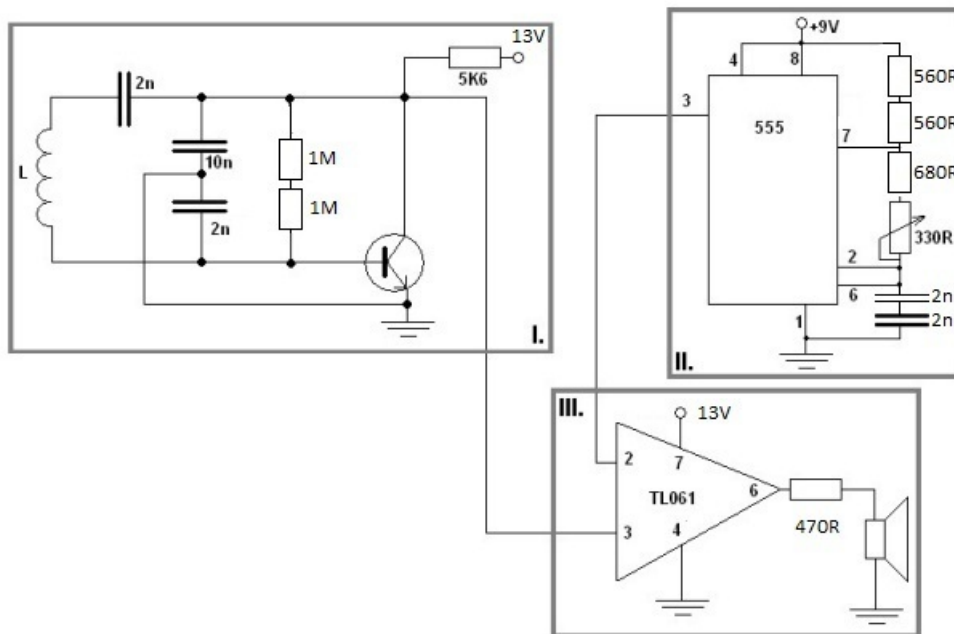 13V
5K6
2n
L
10n
2n
1M
1M
I.
+9V
4
8
3
555
7
560R
560R
680R
330R
2
6
2n
2n
1
II.
III.
13V
2
7
TL061
6
3
4
470R